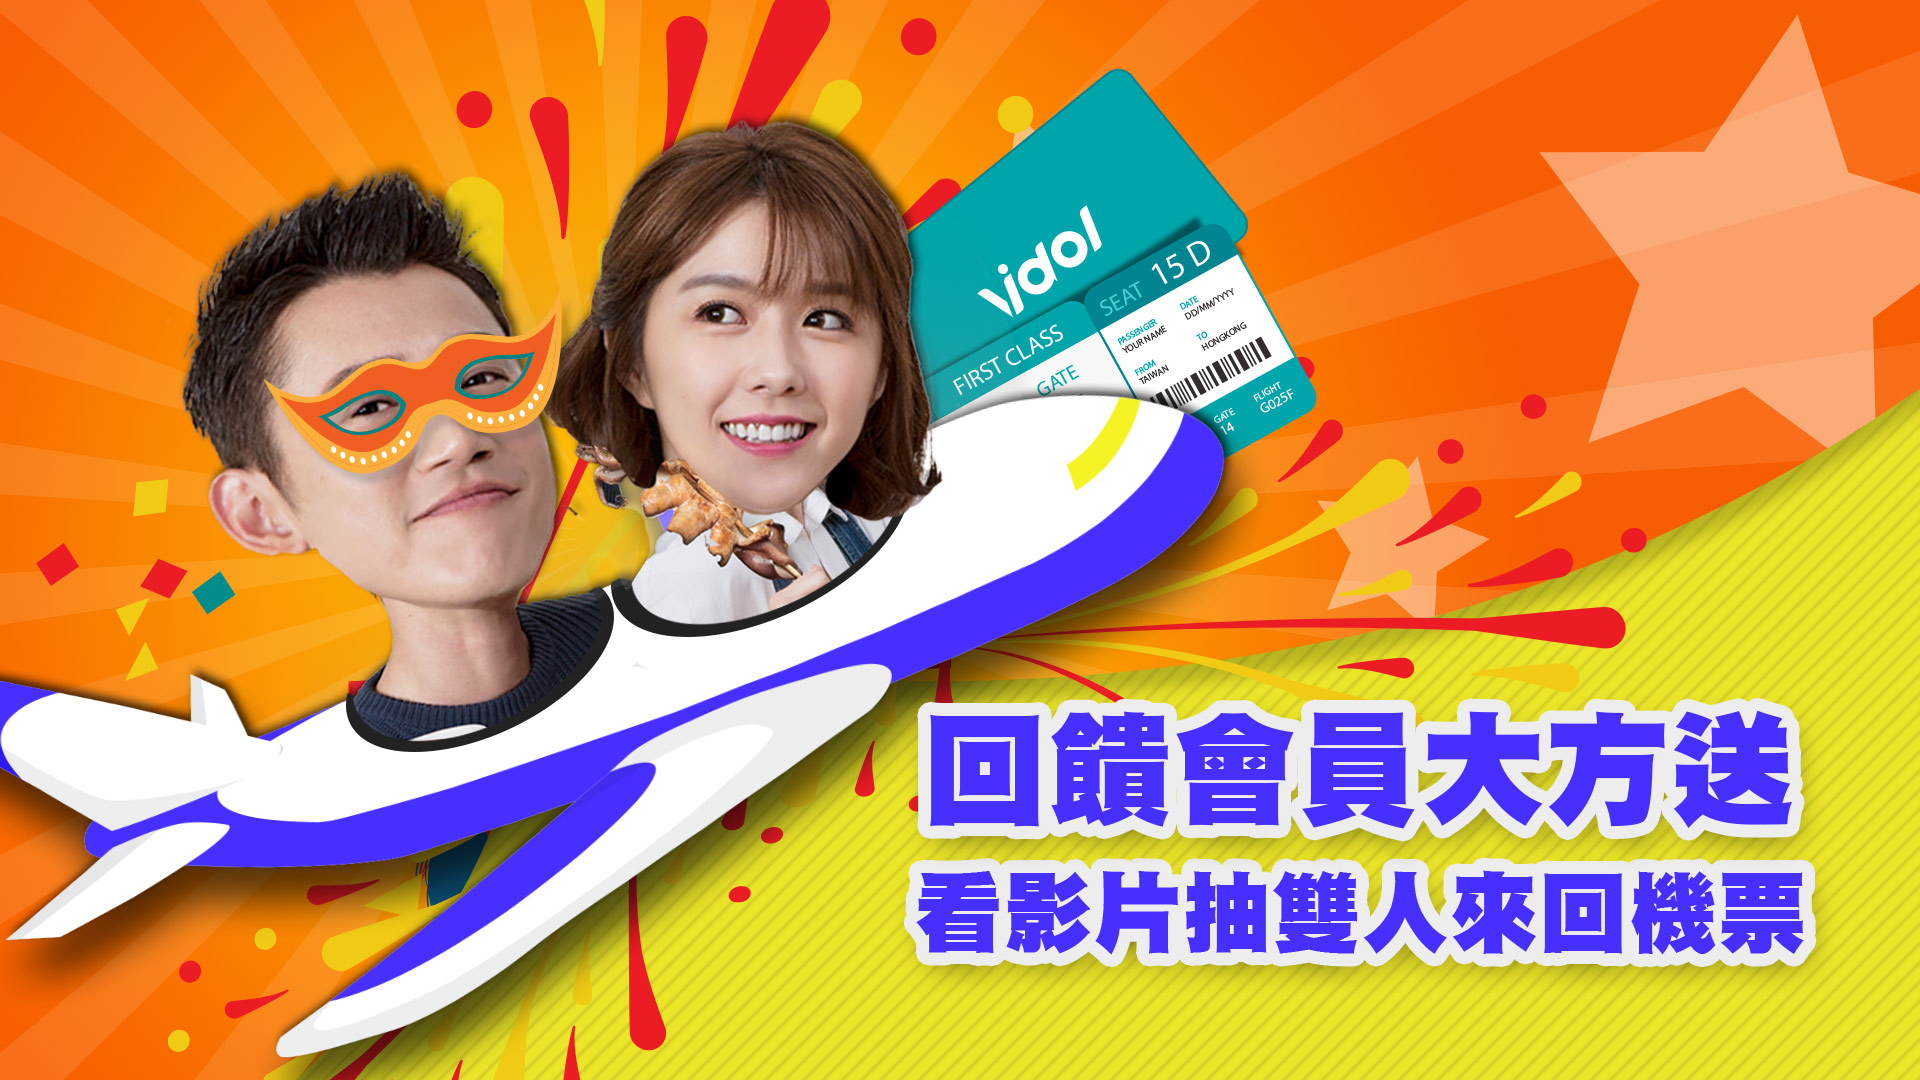 vidol
FIRST CLASS
GATE
SEAT 15 D
PASSENGER
YOUR NAME
DATE
DD/MM/YYYY
FROM
TAIWAN
TO
HONGKONG
GATE
14
FLIGHT
G025F
回饋會員大方送
看影片抽雙人來回機票